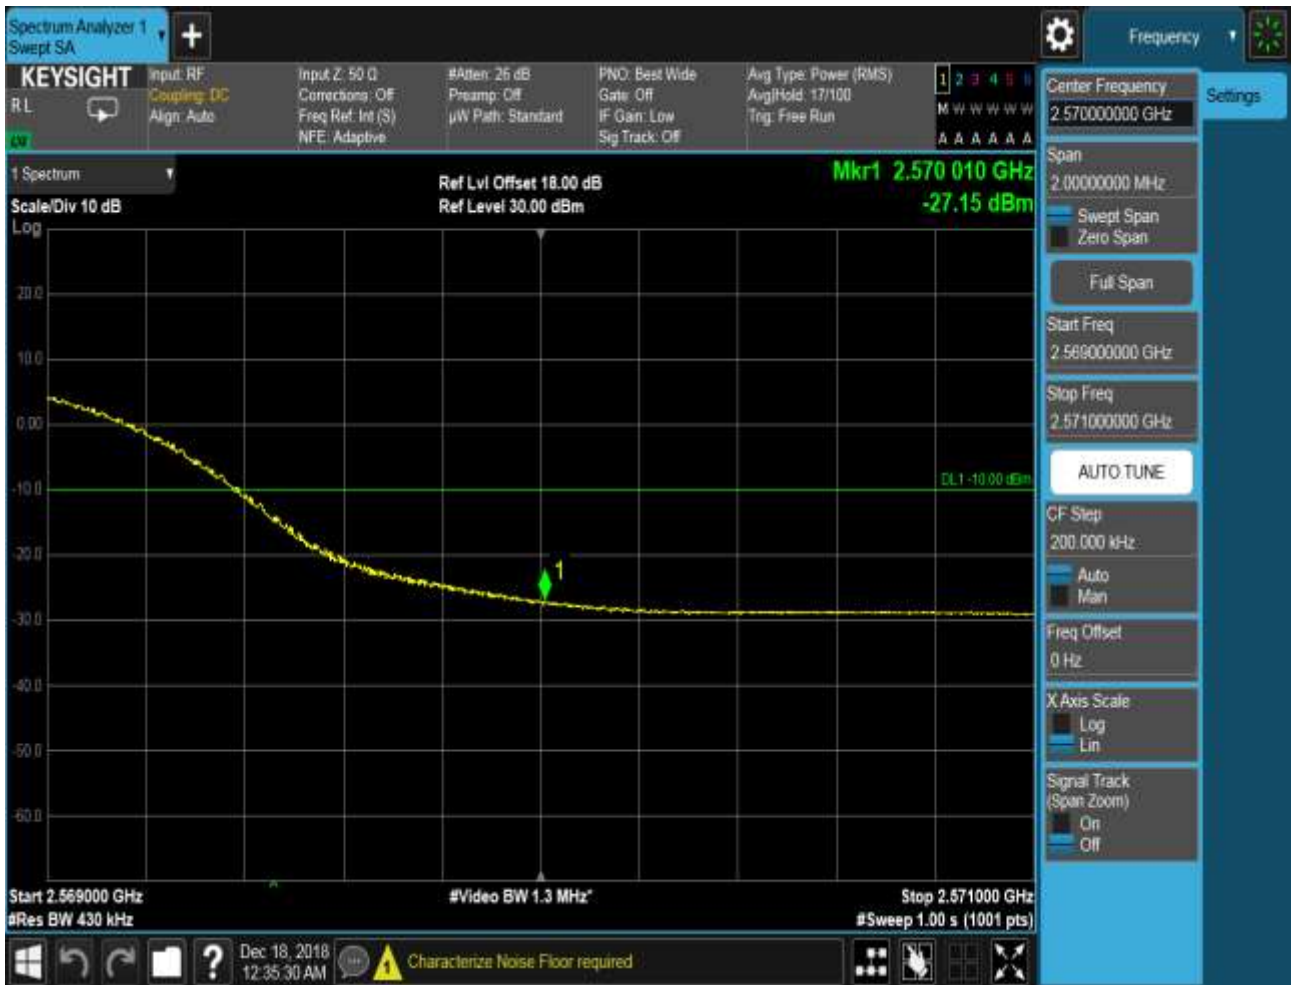 Spectrum Analyzer 1
Swept SA
Frequency
KEYSIGHT
RL
Input: RF
Coupling: DC
Align: Auto
Input Z: 50 Ω
Corrections: Off
Freq Ref: Int (S)
NFE: Adaptive
#Atten: 26 dB
Preamp: Off
µW Path: Standard
PNO: Best Wide
Gate: Off
IF Gain: Low
Sig Track: Off
Avg Type: Power (RMS)
Avg|Hold: 17/100
Trig: Free Run
1 2 3 4 5 6
M W W W W W
A A A A A A
1 Spectrum
Scale/Div 10 dB
Ref Lvl Offset 18.00 dB
Ref Level 30.00 dBm
Mkr1 2.570 010 GHz
-27.15 dBm
Log
20.0
10.0
0.00
-10.0
-20.0
-30.0
-40.0
-50.0
-60.0
DL1 -10.00 dBm
1
Start 2.569000 GHz
#Res BW 430 kHz
#Video BW 1.3 MHz*
Stop 2.571000 GHz
#Sweep 1.00 s (1001 pts)
Center Frequency
2.570000000 GHz
Settings
Span
2.00000000 MHz
Swept Span
Zero Span
Full Span
Start Freq
2.569000000 GHz
Stop Freq
2.571000000 GHz
AUTO TUNE
CF Step
200.000 kHz
Auto
Man
Freq Offset
0 Hz
X Axis Scale
Log
Lin
Signal Track
(Span Zoom)
On
Off
?
Dec 18, 2018
12:35:30 AM
1
Characterize Noise Floor required